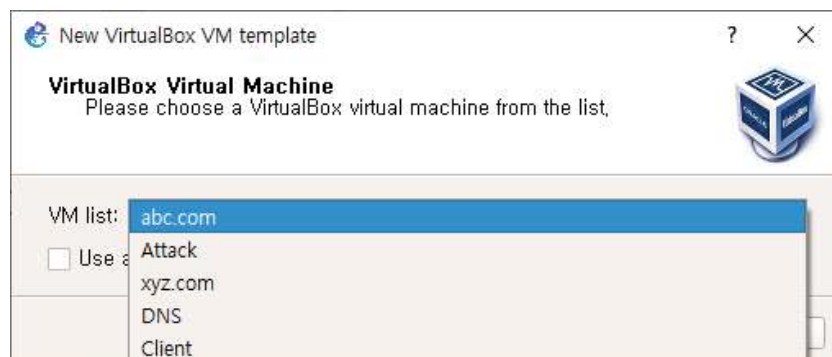 New VirtualBox VM template ? ×
VirtualBox Virtual Machine
Please choose a VirtualBox virtual machine from the list,
VM list: abc.com
Use a
Attack
xyz.com
DNS
Client